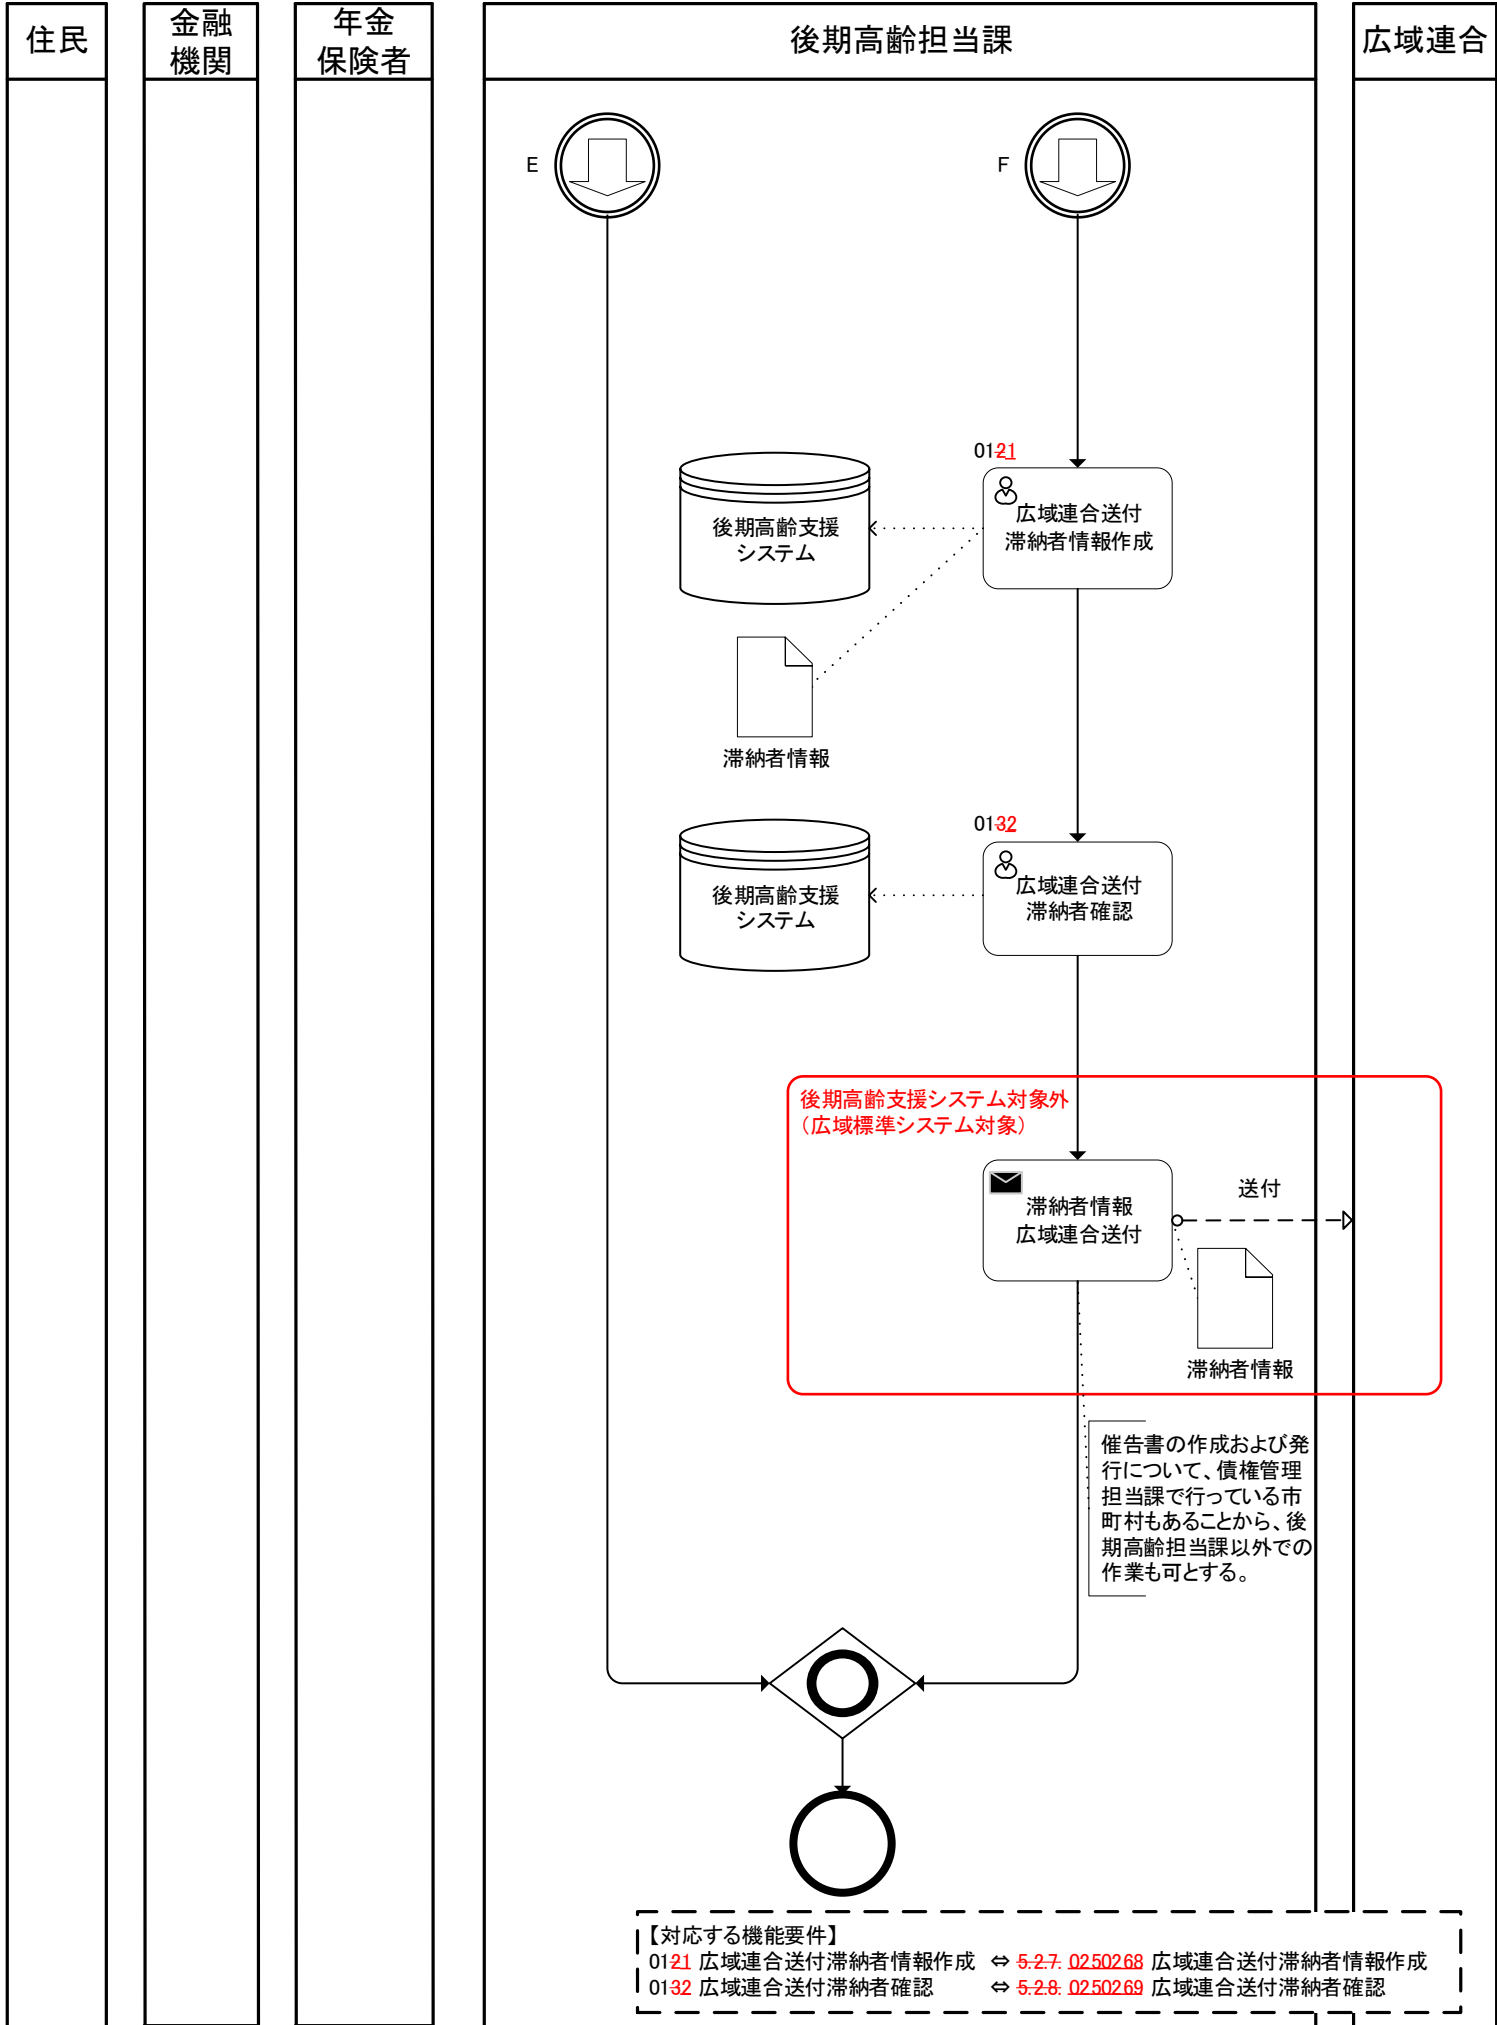 住民
金融
機関
年金
保険者
後期高齢担当課
広域連合
E
F
0121
広域連合送付
滞納者情報作成
後期高齢支援
システム
滞納者情報
0132
広域連合送付
滞納者確認
後期高齢支援
システム
後期高齢支援システム対象外
（広域標準システム対象）
滞納者情報
広域連合送付
送付
滞納者情報
催告書の作成および発
行について、債権管理
担当課で行っている市
町村もあることから、後
期高齢担当課以外での
作業も可とする。
【対応する機能要件】
0121 広域連合送付滞納者情報作成 ⇔ 5.2.7. 0250268 広域連合送付滞納者情報作成
0132 広域連合送付滞納者確認 ⇔ 5.2.8. 0250269 広域連合送付滞納者確認